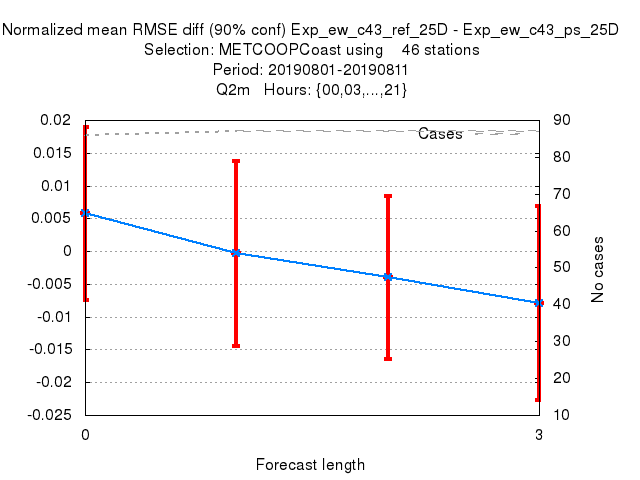 Normalized mean RMSE diff (90% conf) Exp_ew_c43_ref_25D - Exp_ew_c43_ps_25D
Selection: METCOOPCoast using 46 stations
Period: 20190801-20190811
Q2m Hours: {00,03,...,21}
0.02 90
Cases
0.015 80
0.01 70
0.005 60
0 50
-0.005 40
-0.01 30
-0.015 20
-0.02 10
-0.025
No cases
0 3
Forecast length